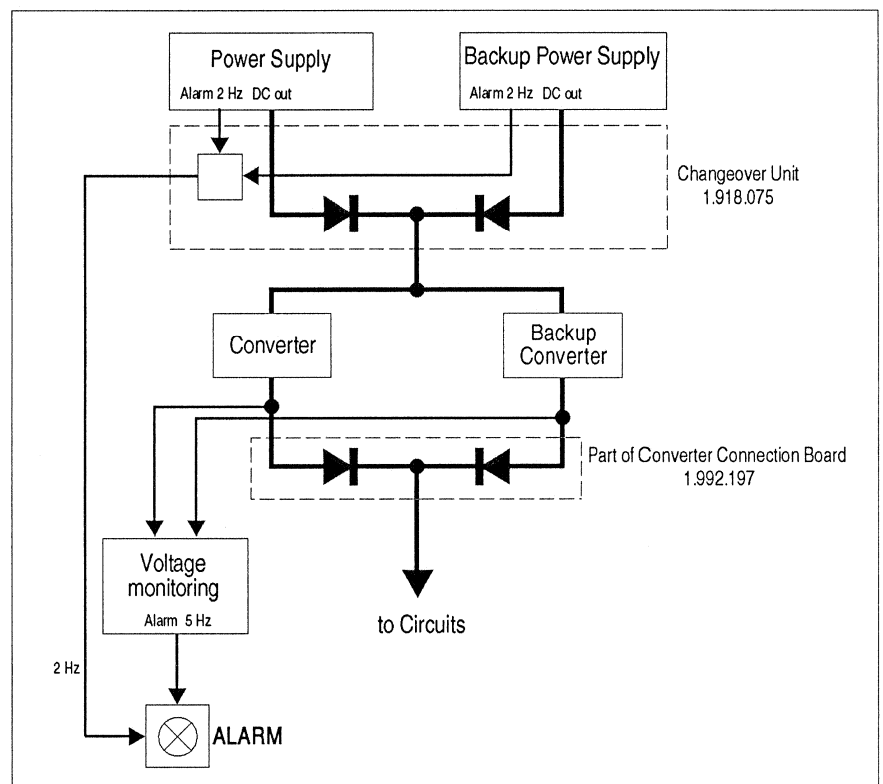 Power Supply
Alarm 2 Hz DC out
Backup Power Supply
Alarm 2 Hz DC out
Changeover Unit
1.918.075
Converter
Backup
Converter
Part of Converter Connection Board
1.992.197
Voltage
monitoring
Alarm 5 Hz
to Circuits
2 Hz
ALARM